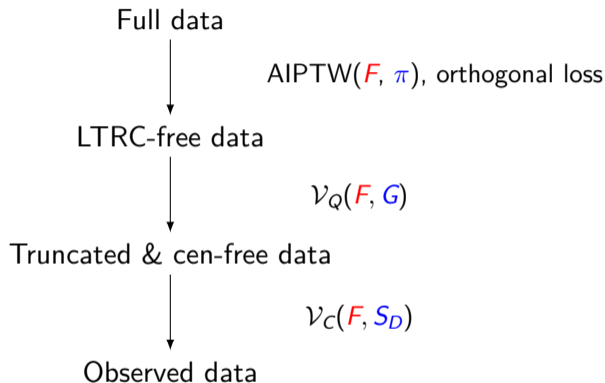 Full data
AIPTW(F, π), orthogonal loss
LTRC-free data
𝒱_Q(F, G)
Truncated & cen-free data
𝒱_C(F, S_D)
Observed data